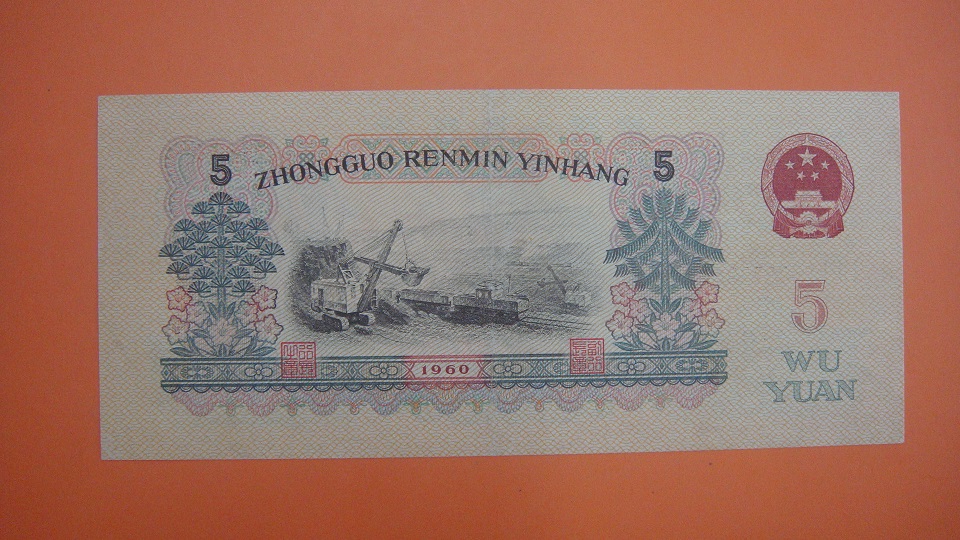 5 ZHONGGUO RENMIN YINHANG 5
5
WU
YUAN
1960